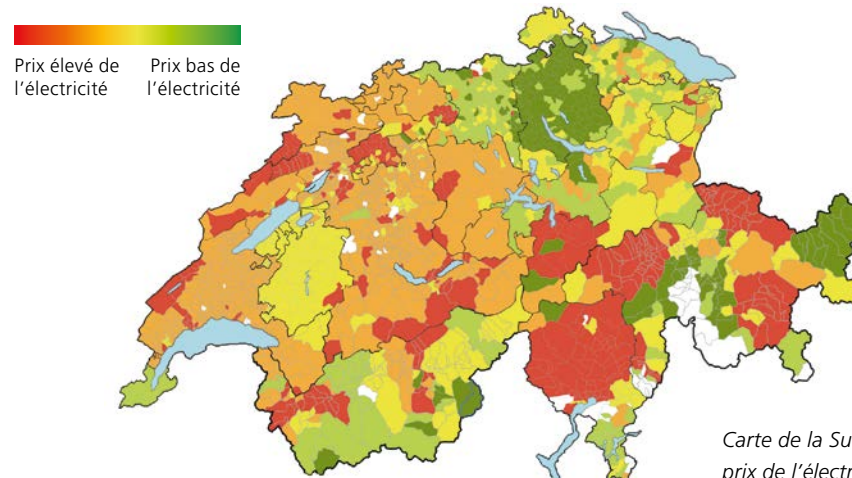 Prix élevé de
l’électricité
Prix bas de
l’électricité
Carte de la Su
prix de l’électr